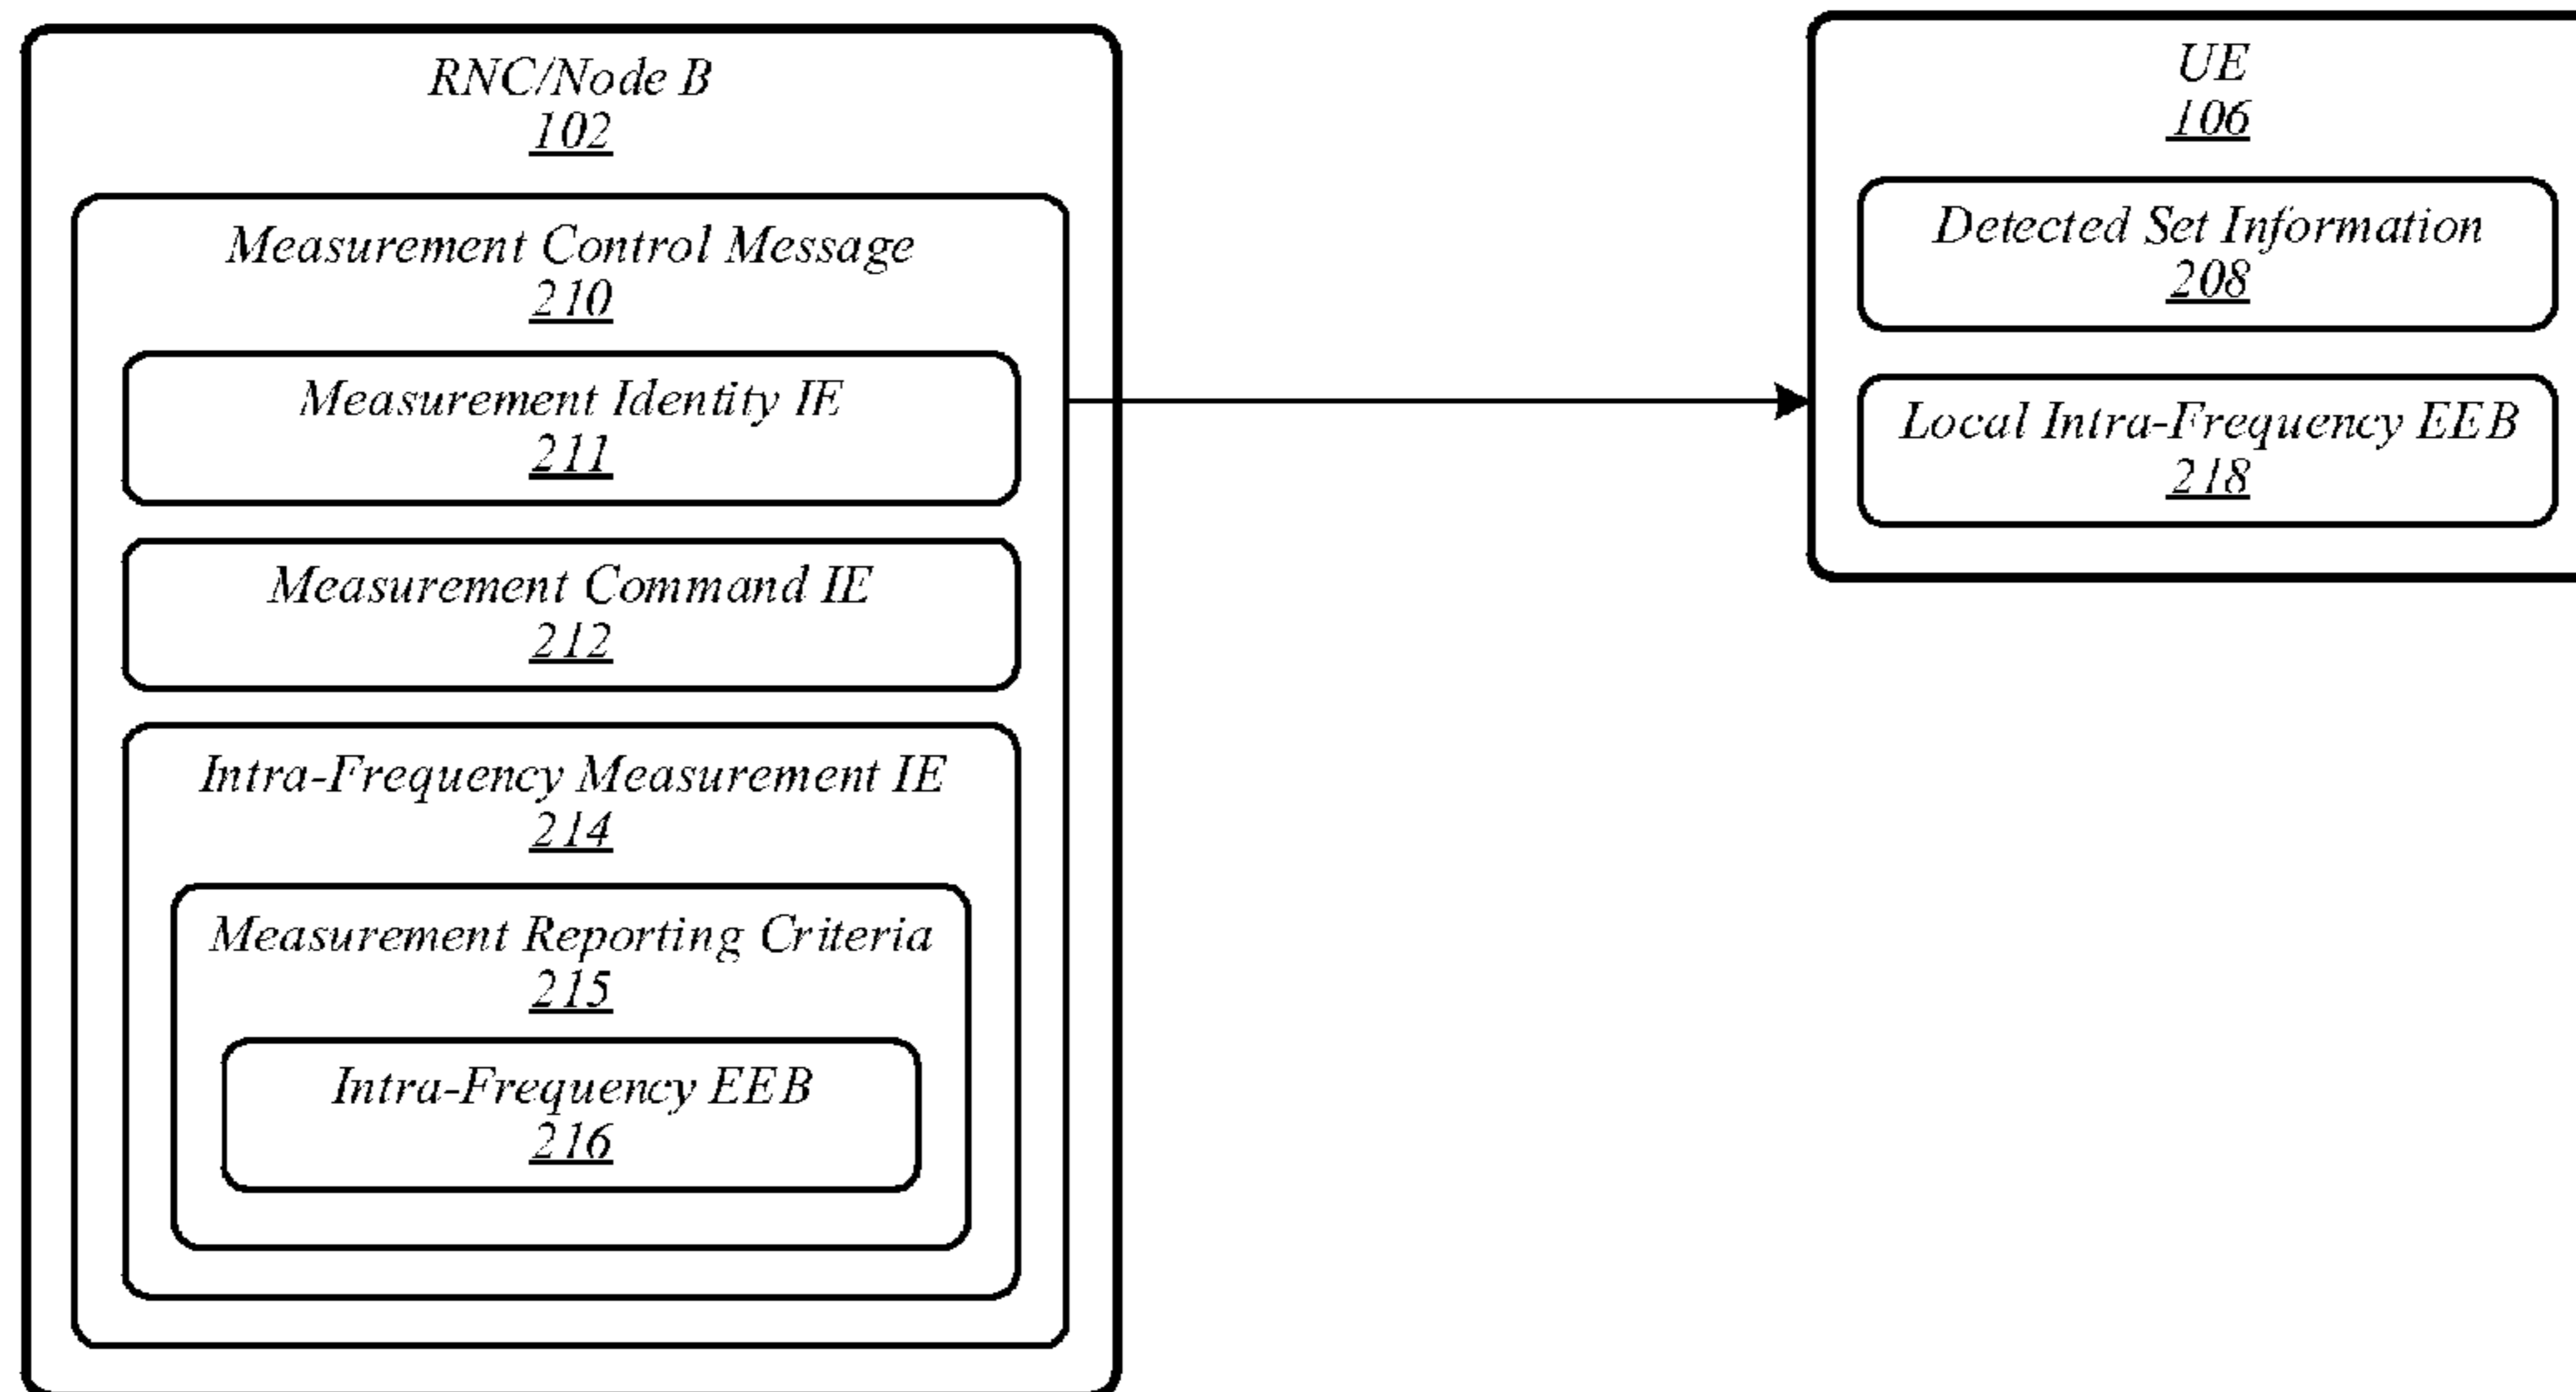 RNC/Node B
102
Measurement Control Message
210
Measurement Identity IE
211
Measurement Command IE
212
Intra-Frequency Measurement IE
214
Measurement Reporting Criteria
215
Intra-Frequency EEB
216
UE
106
Detected Set Information
208
Local Intra-Frequency EEB
218